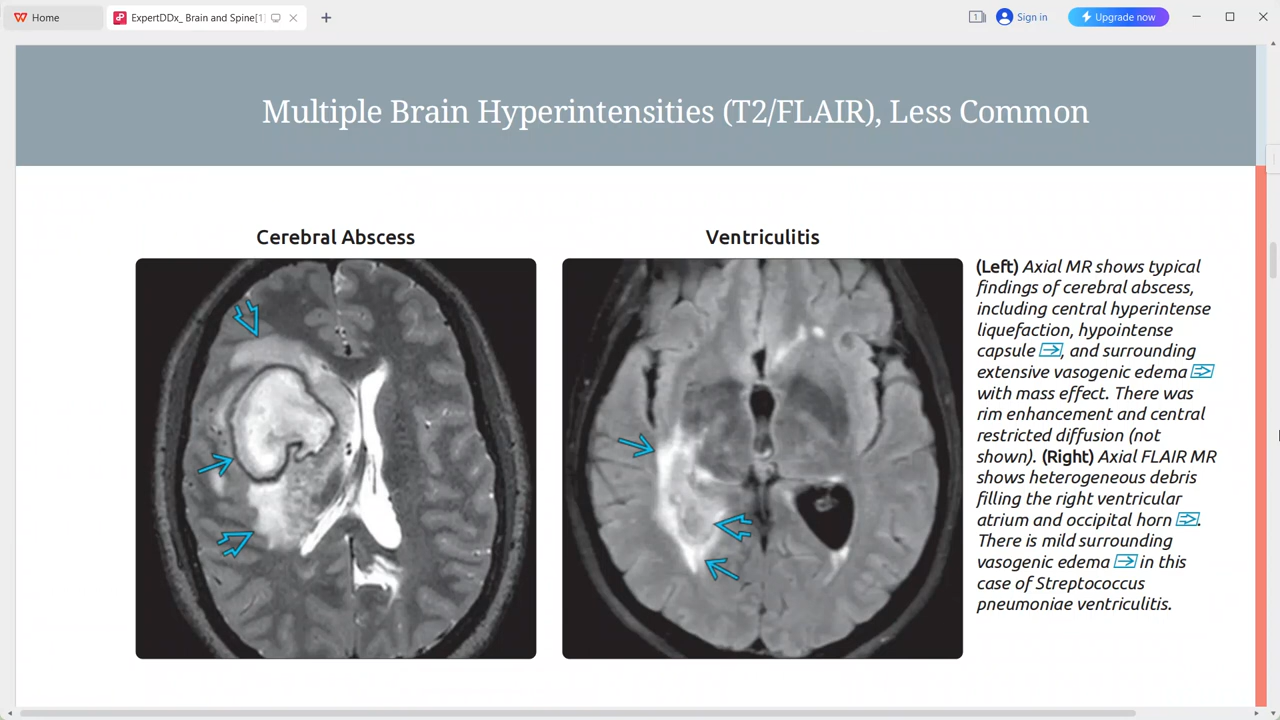 Home
ExpertDDx_ Brain and Spine[1]
1
Sign in
Upgrade now
Multiple Brain Hyperintensities (T2/FLAIR), Less Common
Cerebral Abscess
Ventriculitis
(Left) Axial MR shows typical
findings of cerebral abscess,
including central hyperintense
liquefaction, hypointense
capsule , and surrounding
extensive vasogenic edema
with mass effect. There was
rim enhancement and central
restricted diffusion (not
shown). (Right) Axial FLAIR MR
shows heterogeneous debris
filling the right ventricular
atrium and occipital horn .
There is mild surrounding
vasogenic edema in this
case of Streptococcus
pneumoniae ventriculitis.